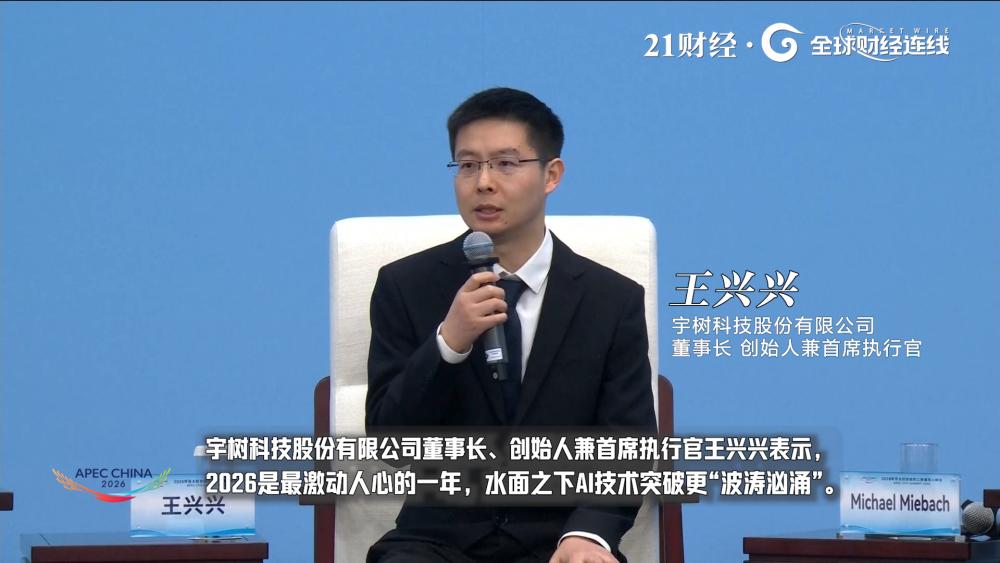 21财经·全球财经连线
MARKET WIRE
王兴兴
宇树科技股份有限公司
董事长 创始人兼首席执行官
宇树科技股份有限公司董事长、创始人兼首席执行官王兴兴表示，
2026是最激动人心的一年，水面之下AI技术突破更“波涛汹涌”。
APEC CHINA
2026
王兴兴
Michael Miebach